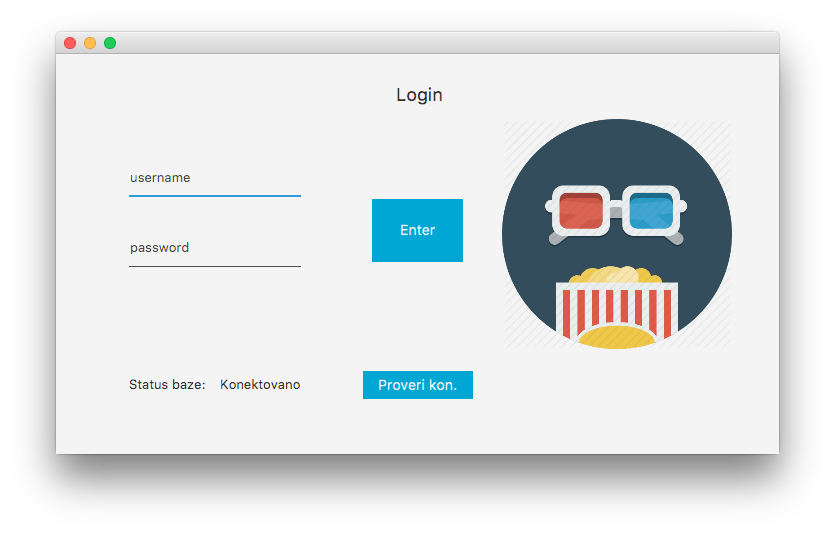 Login
username
Enter
password
Status baze: Konektovano
Proveri kon.